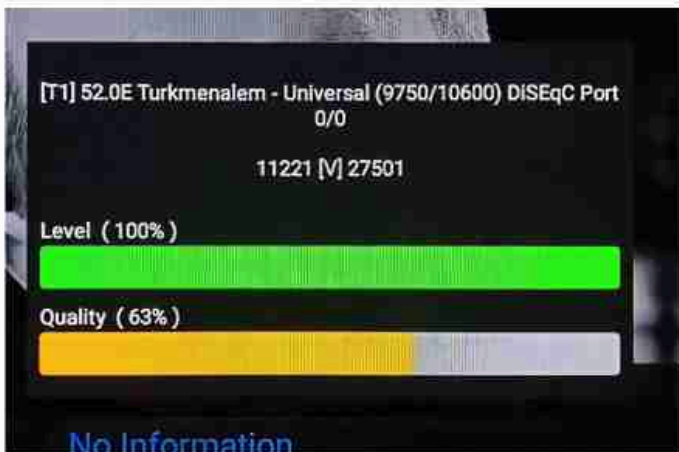 [T1] 52.0E Turkmenalem - Universal (9750/10600) DiSEqC Port
0/0
11221 [V] 27501
Level ( 100% )
Quality ( 63% )
No Information